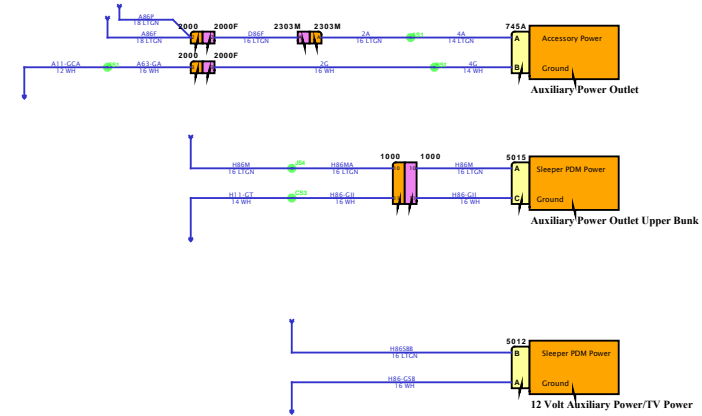 A86F
18 LTGN
2000 2000F 2303M 2303M 745A
A86F D86F 2A 4A
18 LTGN 18 LTGN 16 LTGN 14 LTGN
A Accessory Power
2000 2000F
A11-GCA A63-GA 2G 4G
12 WH 16 WH 16 WH 14 WH
B Ground
Auxiliary Power Outlet
1000 1000 5015
H86M JS4 H86MA H86M
16 LTGN 16 LTGN 16 LTGN
A Sleeper PDM Power
H11-GT CS3 H86-GII H86-GII
14 WH 16 WH 16 WH
C Ground
Auxiliary Power Outlet Upper Bunk
5012
H86SBB
16 LTGN
B Sleeper PDM Power
H86-GSB
16 WH
A Ground
12 Volt Auxiliary Power/TV Power